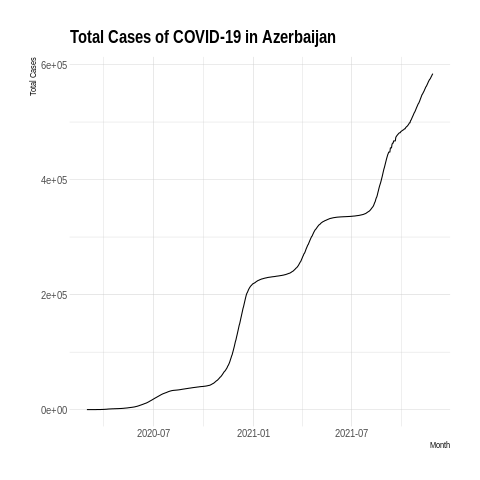 Total Cases of COVID-19 in Azerbaijan
Total Cases
6e+05
4e+05
2e+05
0e+00
2020-07 2021-01 2021-07
Month